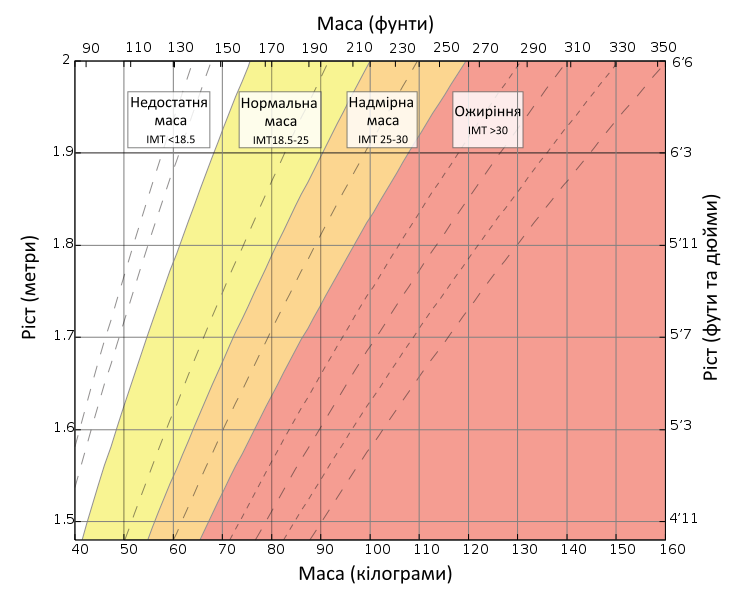 Маса (фунти)
90 110 130 150 170 190 210 230 250 270 290 310 330 350
2 6’6
Недостатня
маса
ІМТ <18.5
Нормальна
маса
ІМТ18.5-25
Надмірна
маса
ІМТ 25-30
Ожиріння
ІМТ >30
1.9 6’3
1.8 5’11
1.7 5’7
1.6 5’3
1.5 4’11
Ріст (метри)
Ріст (фути та дюйми)
40 50 60 70 80 90 100 110 120 130 140 150 160
Маса (кілограми)